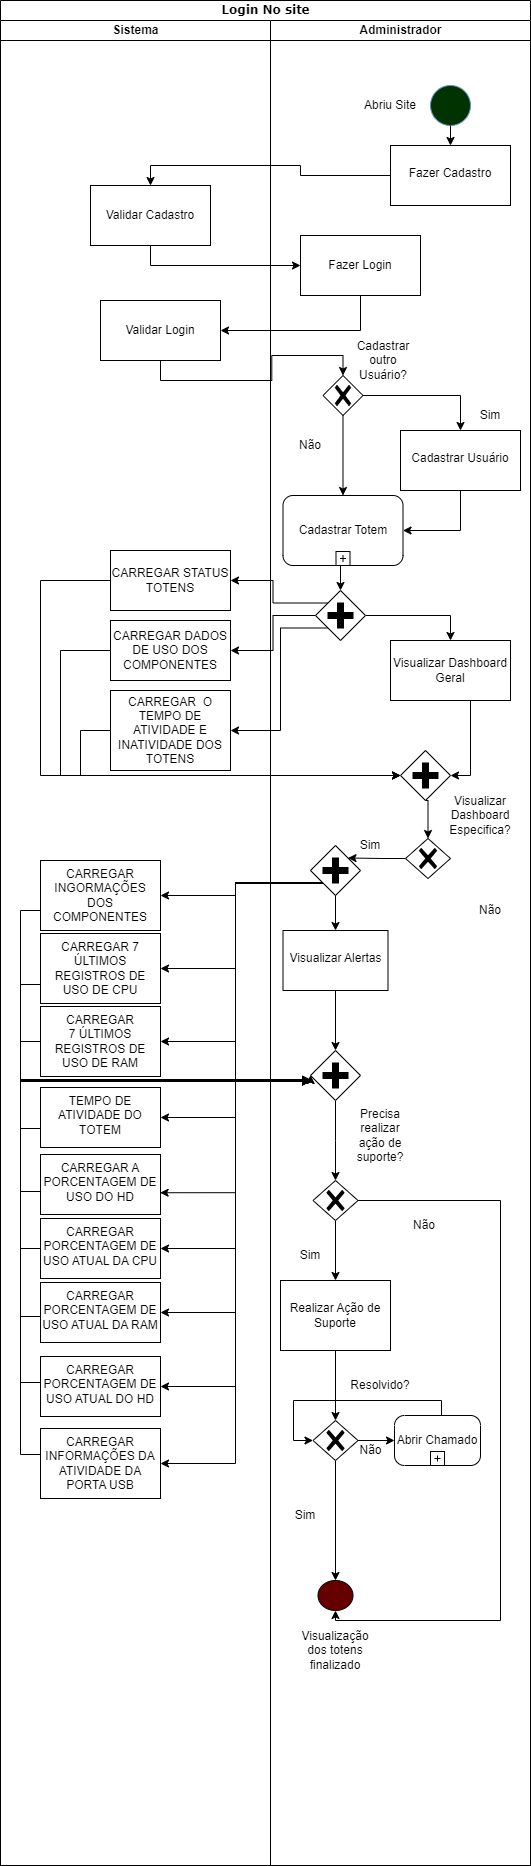 Login No site
Sistema
Administrador
Abriu Site
Fazer Cadastro
Validar Cadastro
Fazer Login
Validar Login
Cadastrar
outro
Usuário?
Sim
Não
Cadastrar Usuário
Cadastrar Totem
CARREGAR STATUS
TOTENS
CARREGAR DADOS
DE USO DOS
COMPONENTES
Visualizar Dashboard
Geral
CARREGAR O
TEMPO DE
ATIVIDADE E
INATIVIDADE DOS
TOTENS
Visualizar
Dashboard
Especifica?
Sim
Não
CARREGAR
INGORMAÇÕES
DOS
COMPONENTES
CARREGAR 7
ÚLTIMOS
REGISTROS DE
USO DE CPU
Visualizar Alertas
CARREGAR
7 ÚLTIMOS
REGISTROS DE
USO DE RAM
TEMPO DE
ATIVIDADE DO
TOTEM
Precisa
realizar
ação de
suporte?
CARREGAR A
PORCENTAGEM DE
USO DO HD
Não
CARREGAR
PORCENTAGEM DE
USO ATUAL DA CPU
Sim
CARREGAR
PORCENTAGEM DE
USO ATUAL DA RAM
Realizar Ação de
Suporte
CARREGAR
PORCENTAGEM DE
USO ATUAL DO HD
Resolvido?
Não
Abrir Chamado
CARREGAR
INFORMAÇÕES DA
ATIVIDADE DA
PORTA USB
Sim
Visualização
dos totens
finalizado